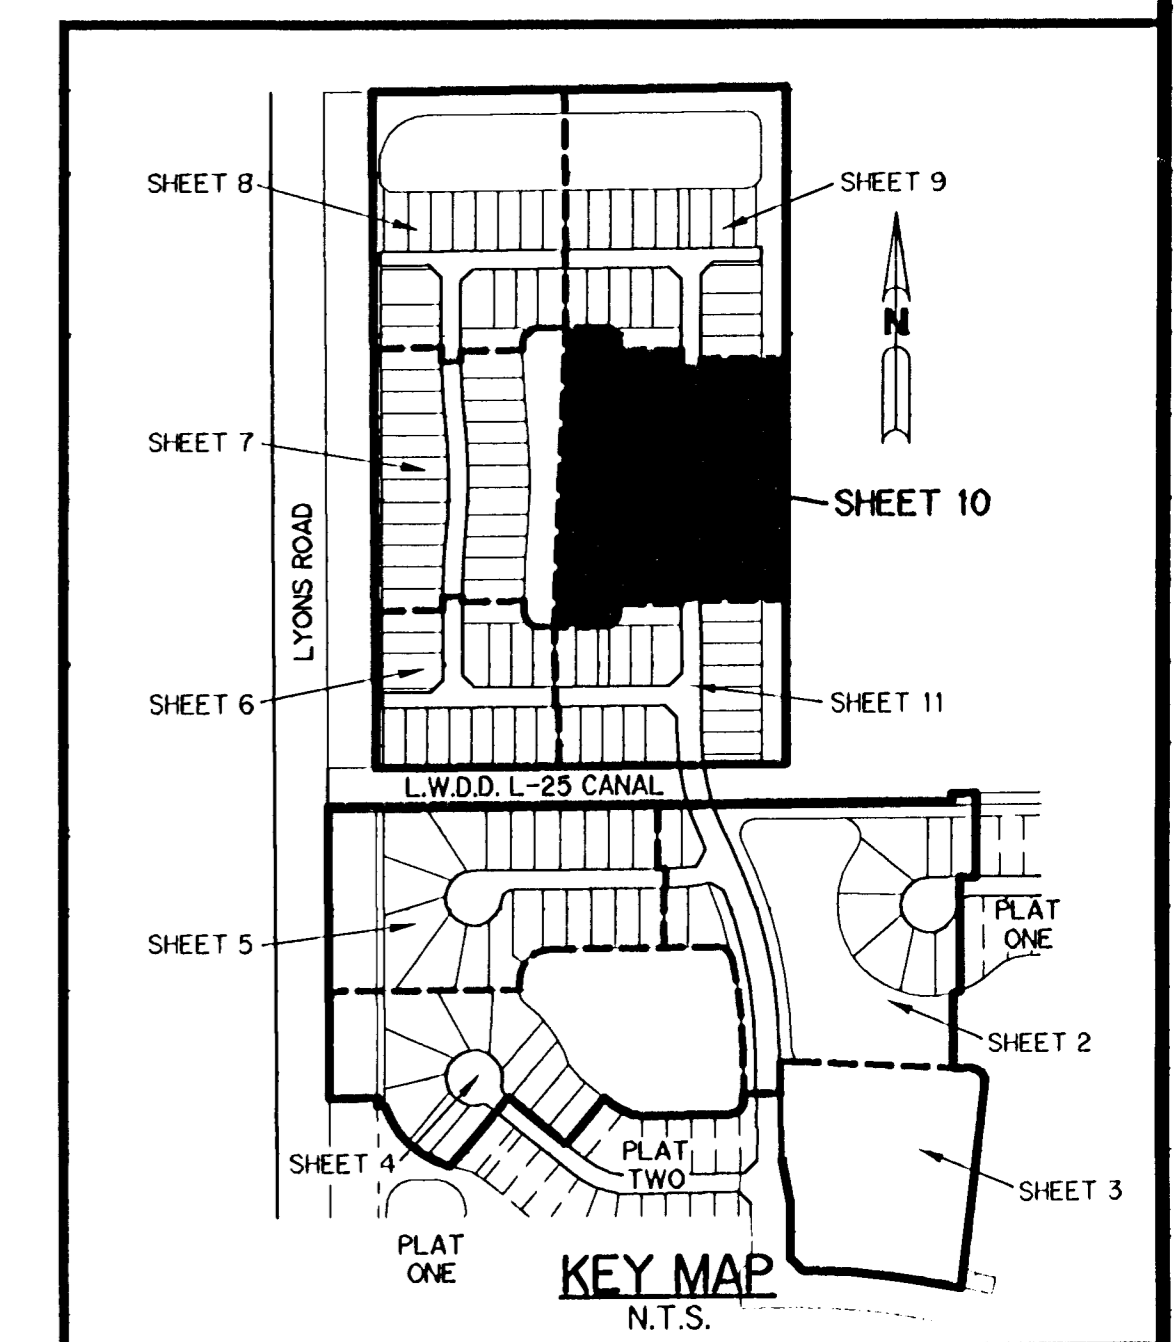 SHEET 8
SHEET 9
N
SHEET 7
SHEET 10
LYONS ROAD
SHEET 6
SHEET 11
L.W.D.D. L-25 CANAL
PLAT
ONE
SHEET 5
SHEET 2
SHEET 4
PLAT
TWO
SHEET 3
PLAT
ONE
KEY MAP
N.T.S.